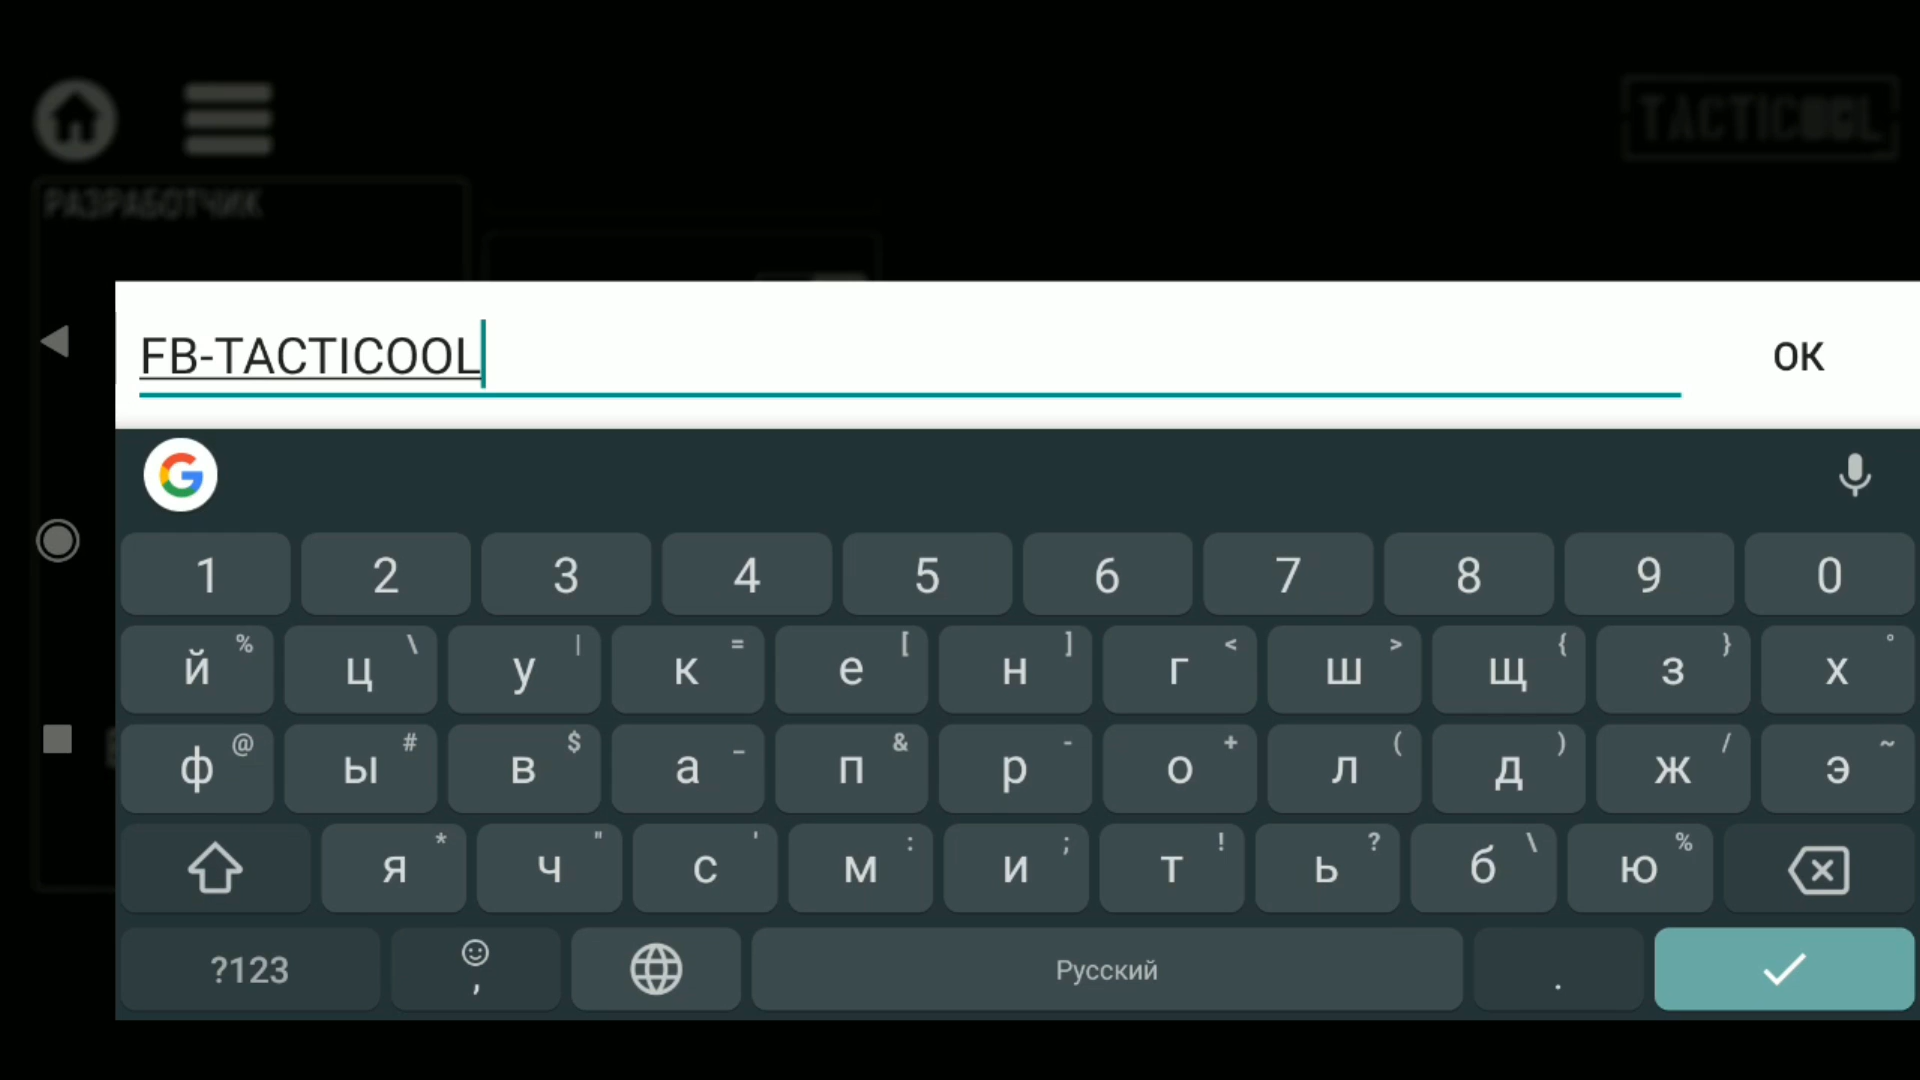 TACTICOOL
РАЗРАБОТЧИК
FB-TACTICOOL
OK
G
1 2 3 4 5 6 7 8 9 0
й % ц \ у | к = е [ н ] г < ш > щ { з } х °
ф @ ы # в $ а _ п & р - о + л ( д ) ж / э ~
я * ч " с ' м : и ; т ! ь ? б \ ю %
?123 , Русский .